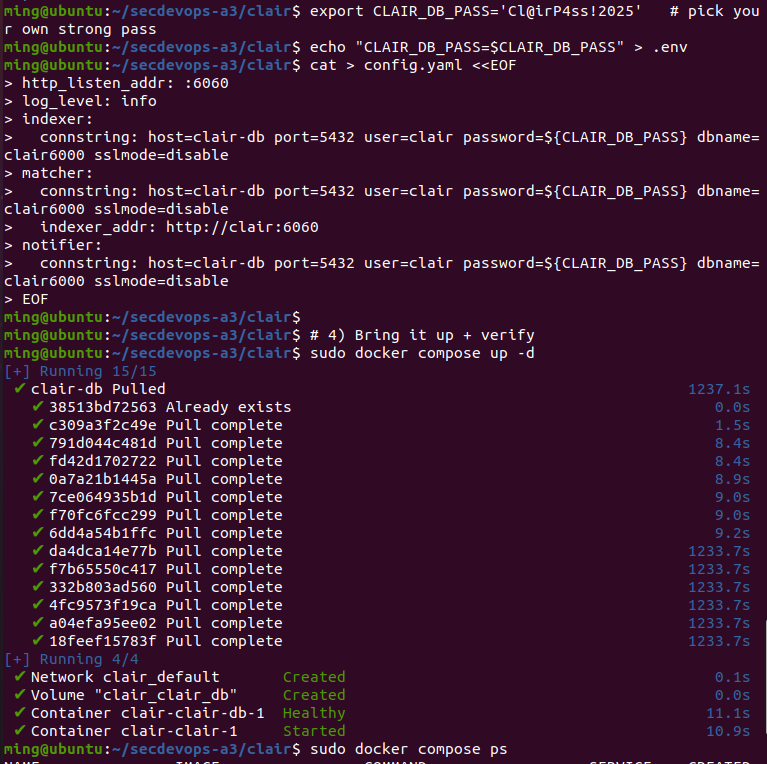 ming@ubuntu:~/secdevops-a3/clair$ export CLAIR_DB_PASS='Cl@irP4ss!2025'   # pick you
r own strong pass
ming@ubuntu:~/secdevops-a3/clair$ echo "CLAIR_DB_PASS=$CLAIR_DB_PASS" > .env
ming@ubuntu:~/secdevops-a3/clair$ cat > config.yaml <<EOF
> http_listen_addr: :6060
> log_level: info
> indexer:
>   connstring: host=clair-db port=5432 user=clair password=${CLAIR_DB_PASS} dbname=
clair6000 sslmode=disable
> matcher:
>   connstring: host=clair-db port=5432 user=clair password=${CLAIR_DB_PASS} dbname=
clair6000 sslmode=disable
>   indexer_addr: http://clair:6060
> notifier:
>   connstring: host=clair-db port=5432 user=clair password=${CLAIR_DB_PASS} dbname=
clair6000 sslmode=disable
> EOF
ming@ubuntu:~/secdevops-a3/clair$
ming@ubuntu:~/secdevops-a3/clair$ # 4) Bring it up + verify
ming@ubuntu:~/secdevops-a3/clair$ sudo docker compose up -d
[+] Running 15/15
✔ clair-db Pulled 1237.1s
✔ 38513bd72563 Already exists 0.0s
✔ c309a3f2c49e Pull complete 1.5s
✔ 791d044c481d Pull complete 8.4s
✔ fd42d1702722 Pull complete 8.4s
✔ 0a7a21b1445a Pull complete 8.9s
✔ 7ce064935b1d Pull complete 9.0s
✔ f70fc6fcc299 Pull complete 9.0s
✔ 6dd4a54b1ffc Pull complete 9.2s
✔ da4dca14e77b Pull complete 1233.7s
✔ f7b65550c417 Pull complete 1233.7s
✔ 332b803ad560 Pull complete 1233.7s
✔ 4fc9573f19ca Pull complete 1233.7s
✔ a04efa95ee02 Pull complete 1233.7s
✔ 18feef15783f Pull complete 1233.7s
[+] Running 4/4
✔ Network clair_default Created 0.1s
✔ Volume "clair_clair_db" Created 0.0s
✔ Container clair-clair-db-1 Healthy 11.1s
✔ Container clair-clair-1 Started 10.9s
ming@ubuntu:~/secdevops-a3/clair$ sudo docker compose ps
NAME IMAGE COMMAND SERVICE CREATED